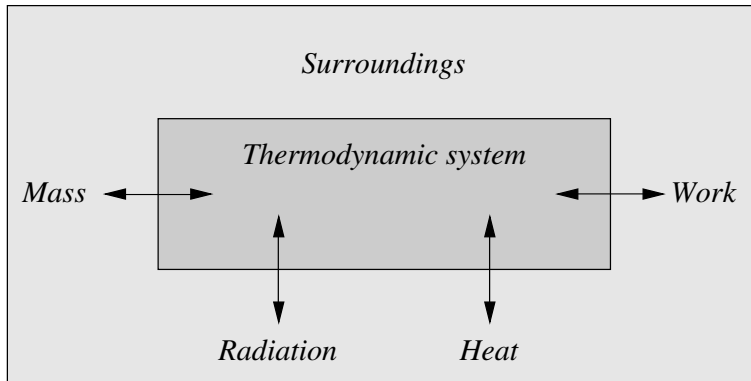 Surroundings
Thermodynamic system
Mass
Work
Radiation
Heat